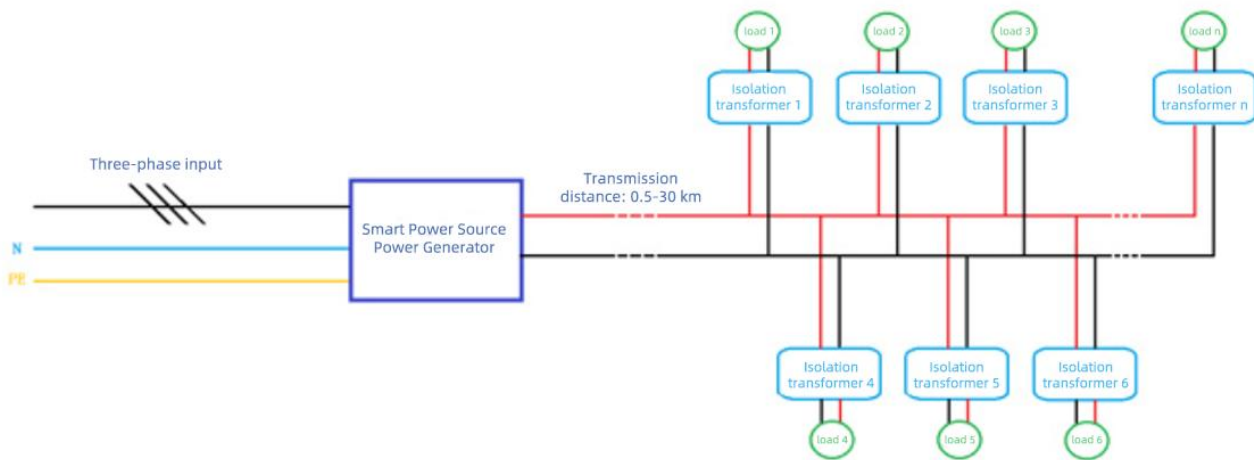 load 1
load 2
load 3
load n
Isolation
transformer 1
Isolation
transformer 2
Isolation
transformer 3
Isolation
transformer n
Three-phase input
Transmission
distance: 0.5-30 km
Smart Power Source
Power Generator
N
PE
Isolation
transformer 4
Isolation
transformer 5
Isolation
transformer 6
load 4
load 5
load 6